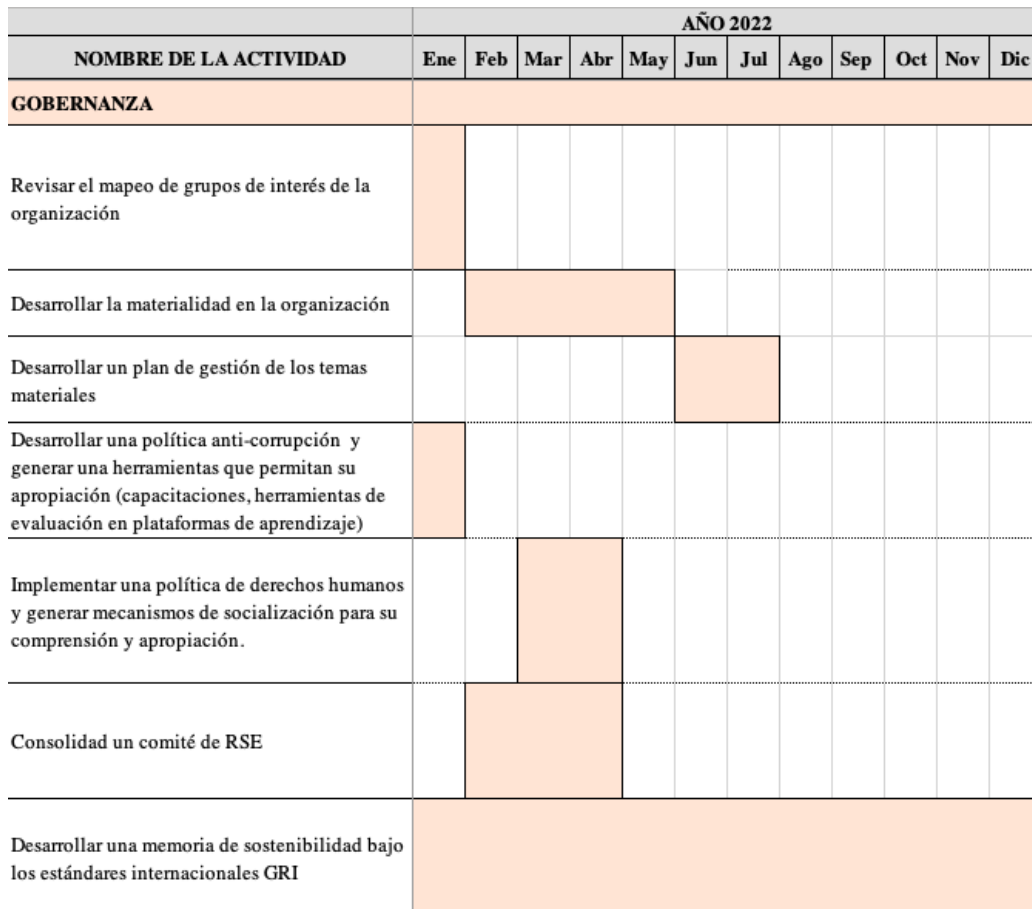 AÑO 2022
NOMBRE DE LA ACTIVIDAD Ene Feb Mar Abr May Jun Jul Ago Sep Oct Nov Dic
GOBERNANZA
Revisar el mapeo de grupos de interés de la
organización
Desarrollar la materialidad en la organización
Desarrollar un plan de gestión de los temas
materiales
Desarrollar una política anti-corrupción y
generar una herramientas que permitan su
apropiación (capacitaciones, herramientas de
evaluación en plataformas de aprendizaje)
Implementar una política de derechos humanos
y generar mecanismos de socialización para su
comprensión y apropiación.
Consolidad un comité de RSE
Desarrollar una memoria de sostenibilidad bajo
los estándares internacionales GRI